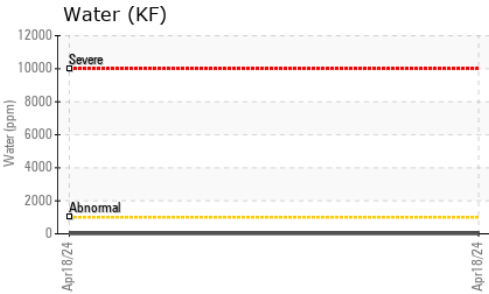 Water (KF)
12000
Severe
10000
8000
Water (ppm)
6000
4000
2000
Abnormal
0
Apr18/24
Apr18/24